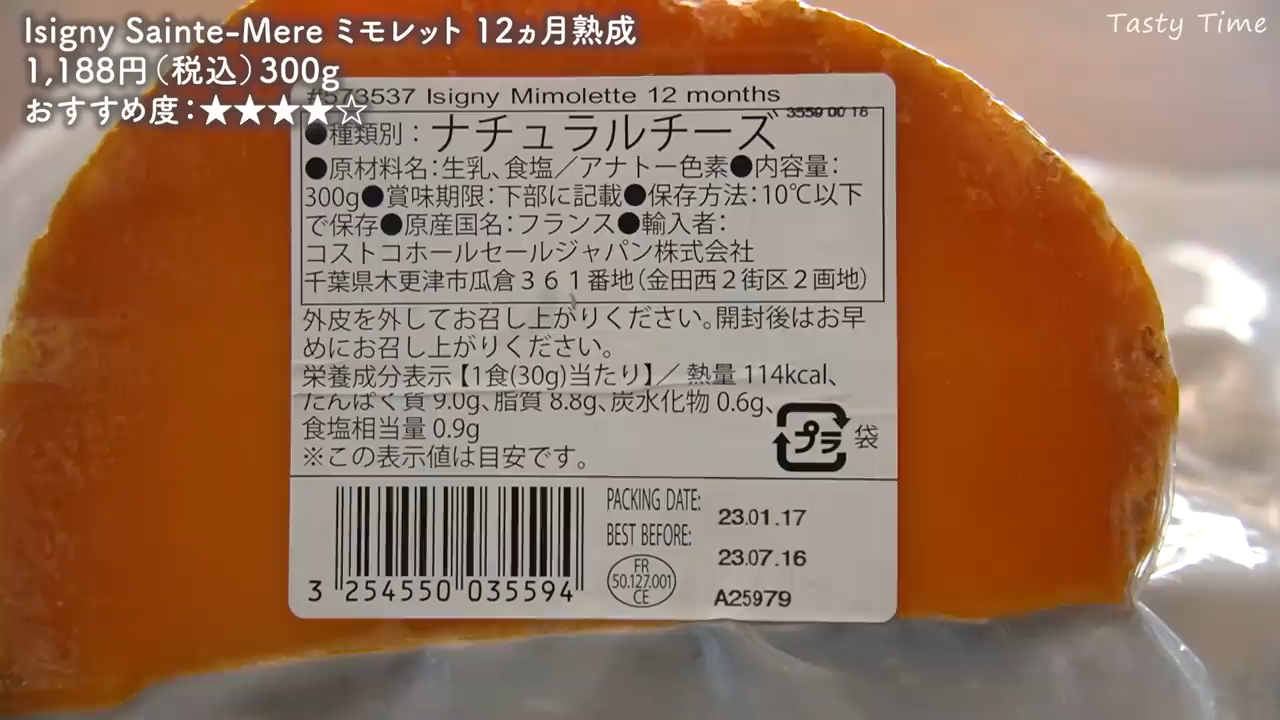 Isigny Sainte-Mere ミモレット 12ヵ月熟成
1,188円（税込）300g
おすすめ度：★★★★☆
Tasty Time
#573537 Isigny Mimolette 12 months
3559 00 16
●種類別：ナチュラルチーズ
●原材料名：生乳、食塩／アナトー色素●内容量：
300g●賞味期限：下部に記載●保存方法：10℃以下
で保存●原産国名：フランス●輸入者：
コストコホールセールジャパン株式会社
千葉県木更津市瓜倉３６１番地（金田西２街区２画地）
外皮を外してお召し上がりください。開封後はお早
めにお召し上がりください。
栄養成分表示【1食(30g)当たり】／ 熱量 114kcal、
たんぱく質 9.0g、脂質 8.8g、炭水化物 0.6g、
食塩相当量 0.9g
※この表示値は目安です。
プラ 袋
PACKING DATE: 23.01.17
BEST BEFORE: 23.07.16
FR
50.127.001
CE
A25979
3 254550 035594